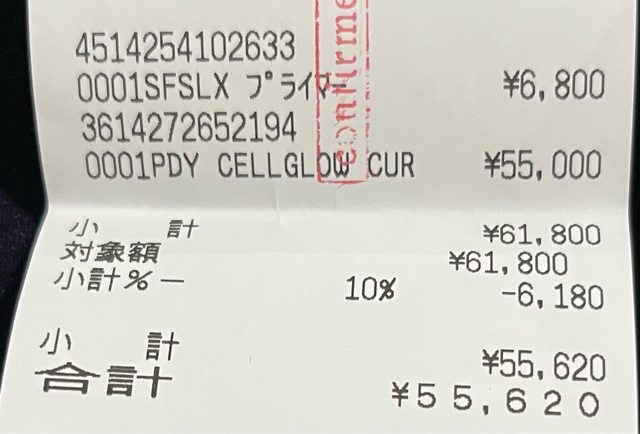 4514254102633
0001SFSLX プライマー ¥6,800
3614272652194
0001PDY CELLGLOW CUR ¥55,000
confirme
小 計 ¥61,800
対象額 ¥61,800
小計%ー 10% -6,180
小 計 ¥55,620
合計 ¥55,620